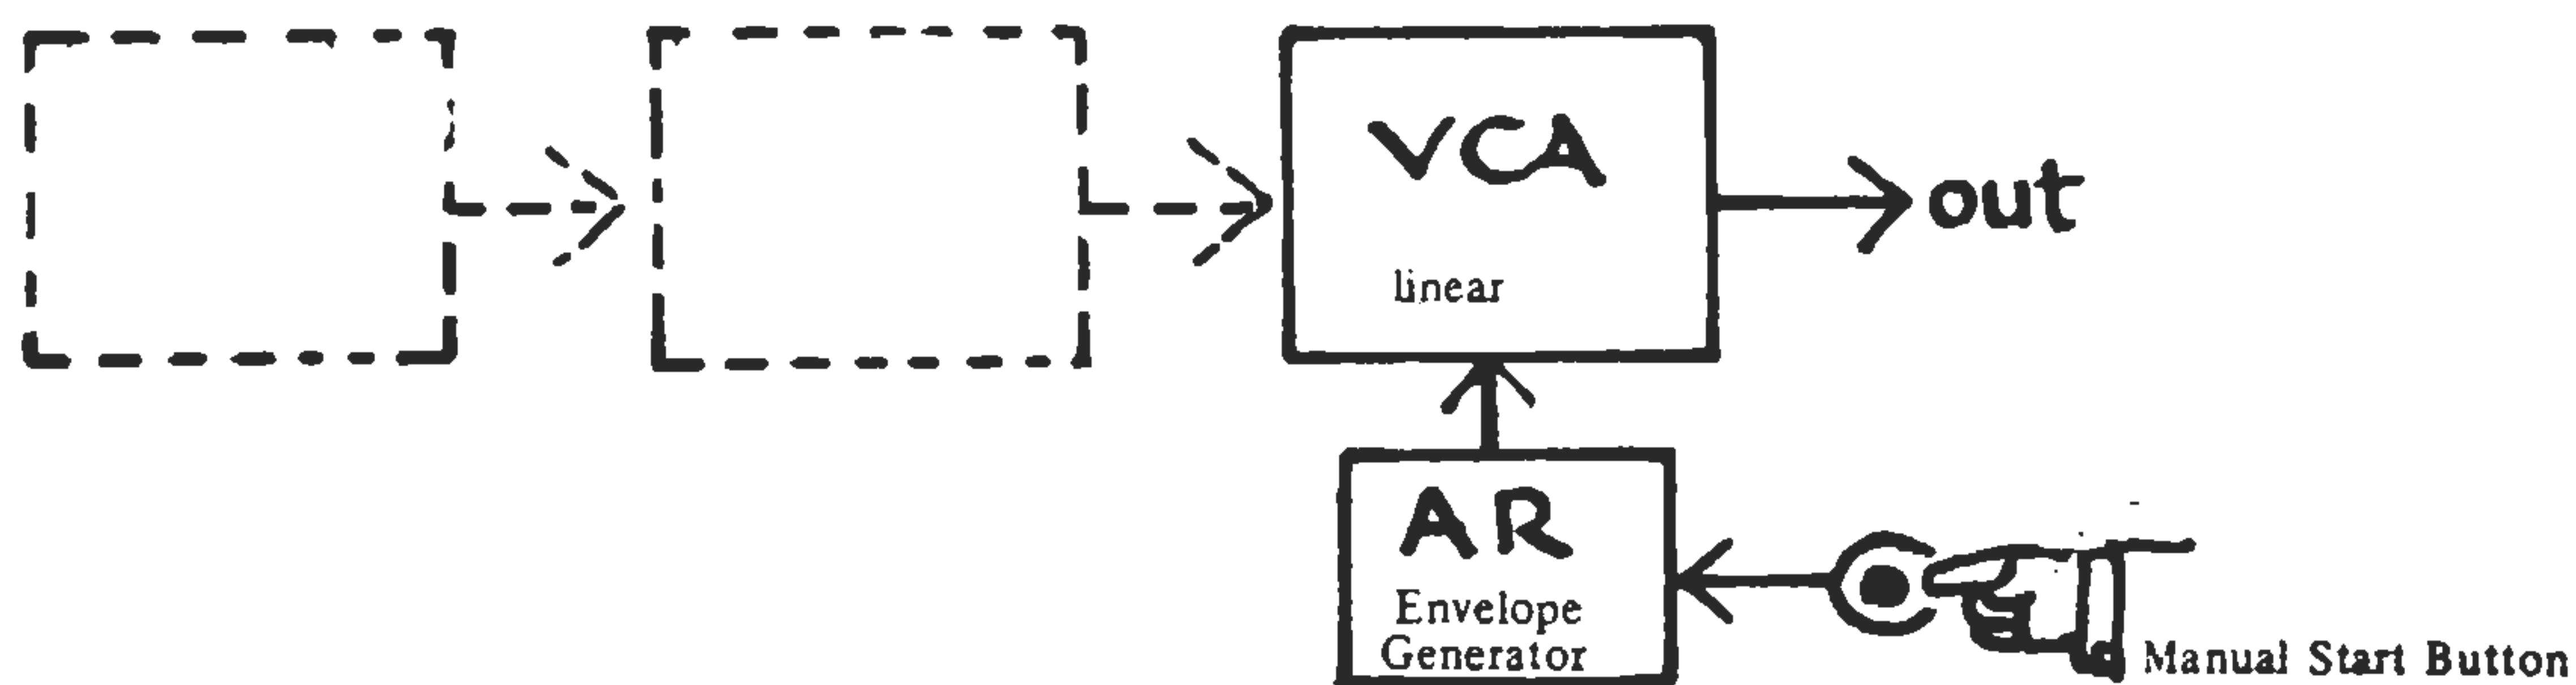 VCA
out
linear
AR
Envelope
Generator
Manual Start Button